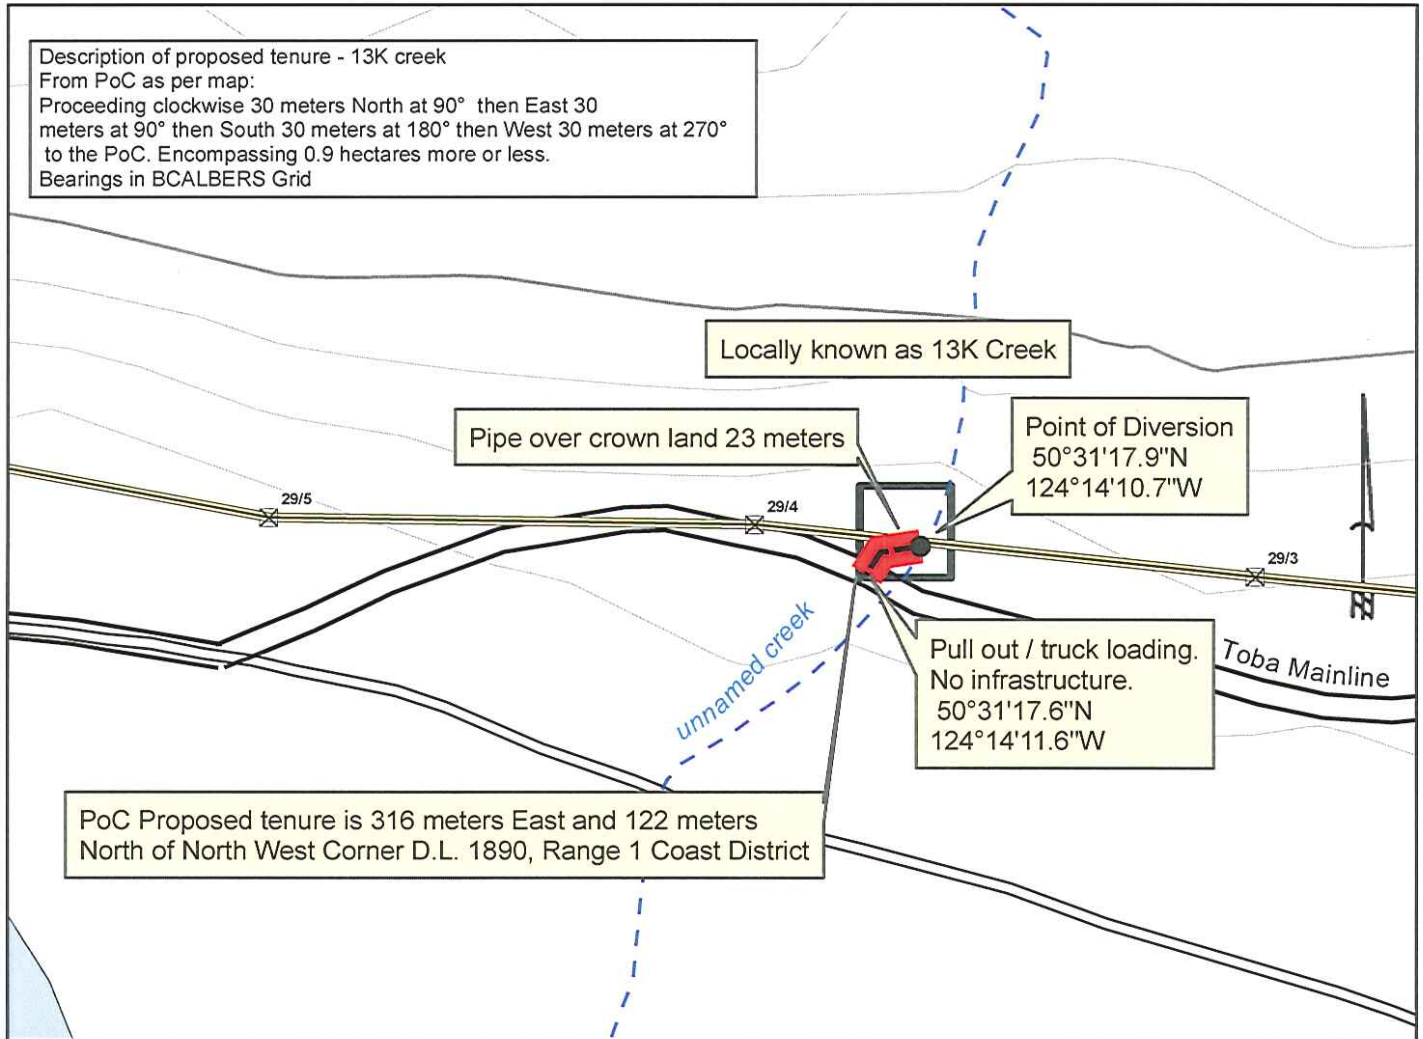 Description of proposed tenure - 13K creek
From PoC as per map:
Proceeding clockwise 30 meters North at 90° then East 30
meters at 90° then South 30 meters at 180° then West 30 meters at 270°
to the PoC. Encompassing 0.9 hectares more or less.
Bearings in BCALBERS Grid
Locally known as 13K Creek
Pipe over crown land 23 meters
Point of Diversion
50°31'17.9"N
124°14'10.7"W
29/5
29/4
29/3
unnamed creek
Pull out / truck loading.
No infrastructure.
50°31'17.6"N
124°14'11.6"W
Toba Mainline
PoC Proposed tenure is 316 meters East and 122 meters
North of North West Corner D.L. 1890, Range 1 Coast District